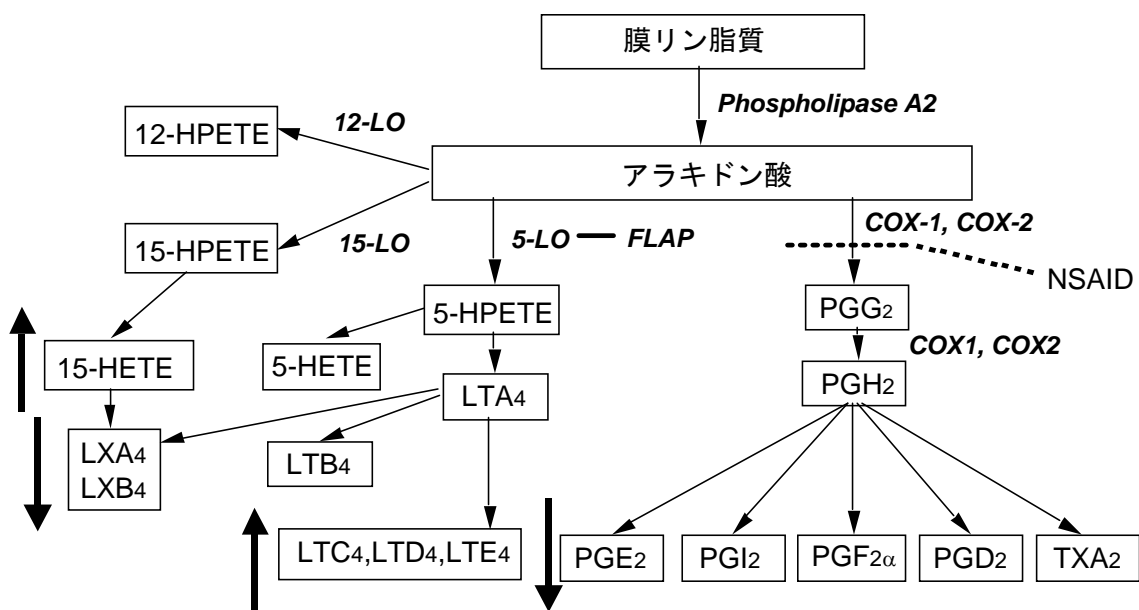 膜リン脂質
Phospholipase A2
12-HPETE
12-LO
アラキドン酸
15-HPETE
15-LO
5-LO
FLAP
COX-1, COX-2
NSAID
5-HPETE
PGG2
COX1, COX2
15-HETE
5-HETE
LTA4
PGH2
LXA4
LXB4
LTB4
LTC4,LTD4,LTE4
PGE2
PGI2
PGF2α
PGD2
TXA2